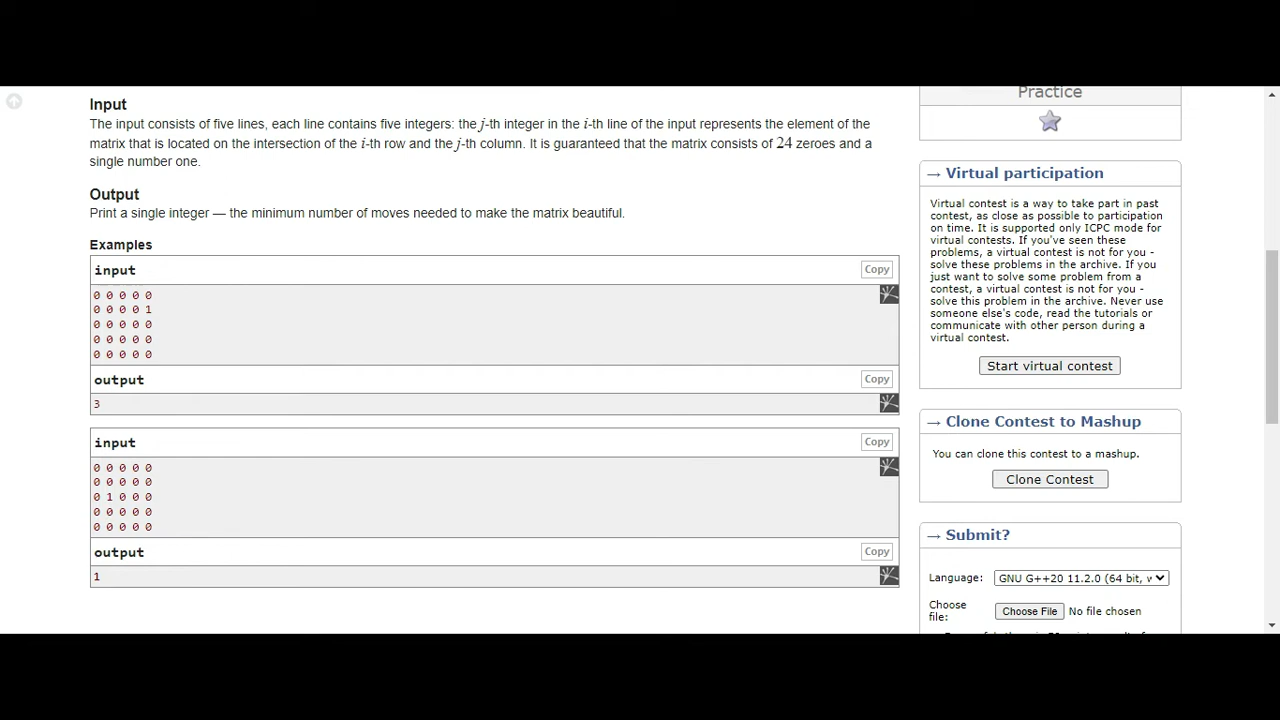 Practice
Input
The input consists of five lines, each line contains five integers: the j-th integer in the i-th line of the input represents the element of the
matrix that is located on the intersection of the i-th row and the j-th column. It is guaranteed that the matrix consists of 24 zeroes and a
single number one.
Output
Print a single integer — the minimum number of moves needed to make the matrix beautiful.
Examples
input
Copy
0 0 0 0 0
0 0 0 0 1
0 0 0 0 0
0 0 0 0 0
0 0 0 0 0
output
Copy
3
input
Copy
0 0 0 0 0
0 0 0 0 0
0 1 0 0 0
0 0 0 0 0
0 0 0 0 0
output
Copy
1
→ Virtual participation
Virtual contest is a way to take part in past
contest, as close as possible to participation
on time. It is supported only ICPC mode for
virtual contests. If you've seen these
problems, a virtual contest is not for you -
solve these problems in the archive. If you
just want to solve some problem from a
contest, a virtual contest is not for you -
solve this problem in the archive. Never use
someone else's code, read the tutorials or
communicate with other person during a
virtual contest.
Start virtual contest
→ Clone Contest to Mashup
You can clone this contest to a mashup.
Clone Contest
→ Submit?
Language: GNU G++20 11.2.0 (64 bit, v
Choose
file: Choose File No file chosen